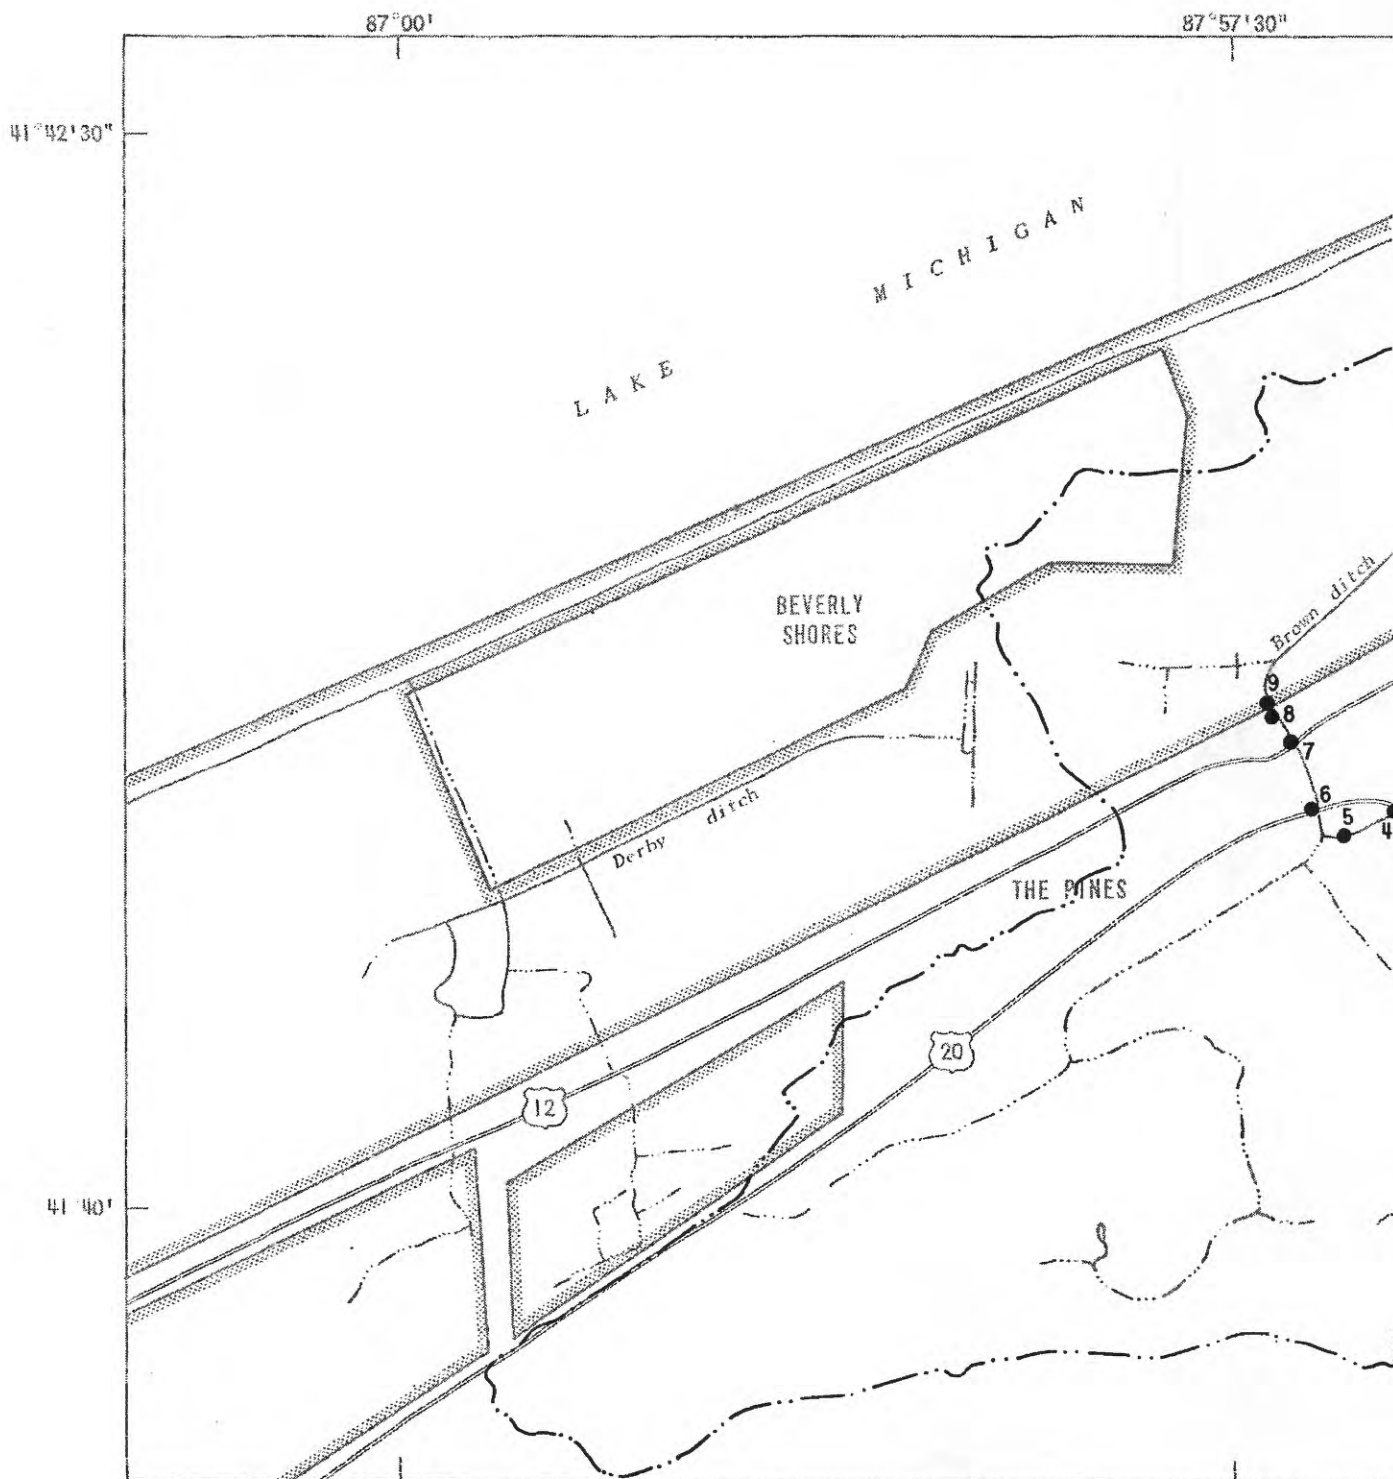 87°00'
87°57'30"
41°42'30"
LAKE MICHIGAN
BEVERLY
SHORES
Brown ditch
9
8
7
6
5
4
Derby ditch
THE PINES
20
12
41°40'